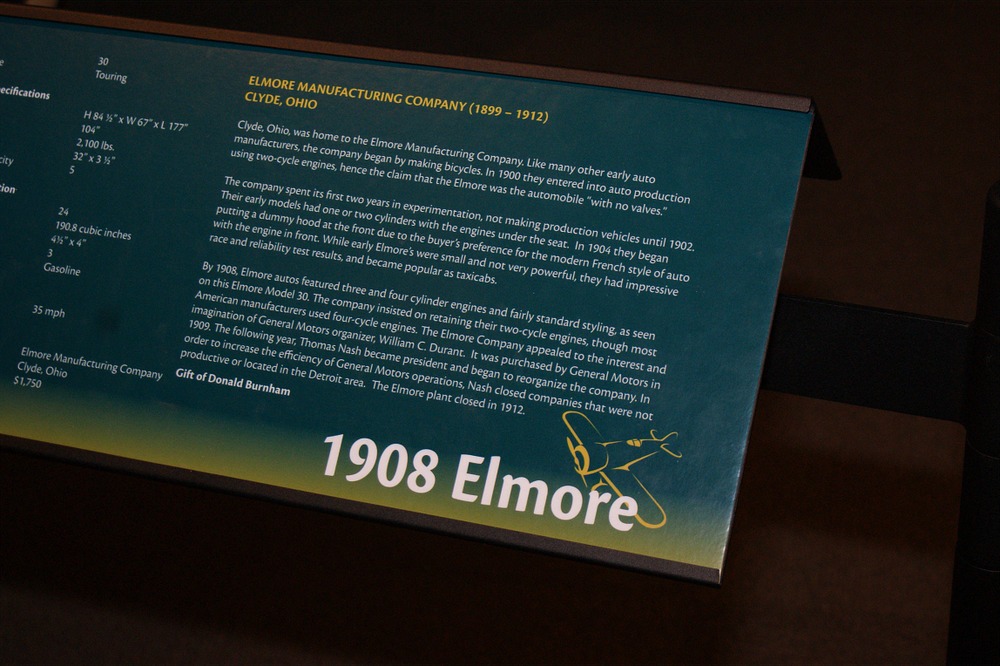 e
30
Touring
ecifications
H 84 ½" x W 67" x L 177"
104"
2,100 lbs.
32" x 3 ½"
city
5
tion
24
190.8 cubic inches
4½" x 4"
3
Gasoline
35 mph
Elmore Manufacturing Company
Clyde, Ohio
$1,750
ELMORE MANUFACTURING COMPANY (1899 – 1912)
CLYDE, OHIO
Clyde, Ohio, was home to the Elmore Manufacturing Company. Like many other early auto
manufacturers, the company began by making bicycles. In 1900 they entered into auto production
using two-cycle engines, hence the claim that the Elmore was the automobile "with no valves."
The company spent its first two years in experimentation, not making production vehicles until 1902.
Their early models had one or two cylinders with the engines under the seat. In 1904 they began
putting a dummy hood at the front due to the buyer's preference for the modern French style of auto
with the engine in front. While early Elmore's were small and not very powerful, they had impressive
race and reliability test results, and became popular as taxicabs.
By 1908, Elmore autos featured three and four cylinder engines and fairly standard styling, as seen
on this Elmore Model 30. The company insisted on retaining their two-cycle engines, though most
American manufacturers used four-cycle engines. The Elmore Company appealed to the interest and
imagination of General Motors organizer, William C. Durant. It was purchased by General Motors in
1909. The following year, Thomas Nash became president and began to reorganize the company. In
order to increase the efficiency of General Motors operations, Nash closed companies that were not
productive or located in the Detroit area. The Elmore plant closed in 1912.
Gift of Donald Burnham
1908 Elmore